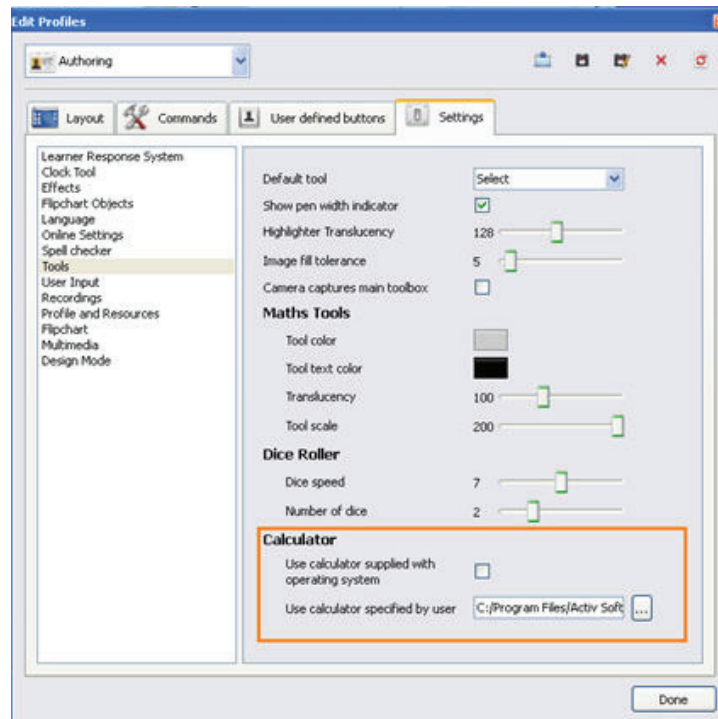 Edit Profiles
Authoring
Layout
Commands
User defined buttons
Settings
Learner Response System
Clock Tool
Effects
Flipchart Objects
Language
Online Settings
Spell checker
Tools
User Input
Recordings
Profile and Resources
Flipchart
Multimedia
Design Mode
Default tool Select
Show pen width indicator
Highlighter Translucency 128
Image fill tolerance 5
Camera captures main toolbox
Maths Tools
Tool color
Tool text color
Translucency 100
Tool scale 200
Dice Roller
Dice speed 7
Number of dice 2
Calculator
Use calculator supplied with
operating system
Use calculator specified by user C:/Program Files/Activ Soft ...
Done